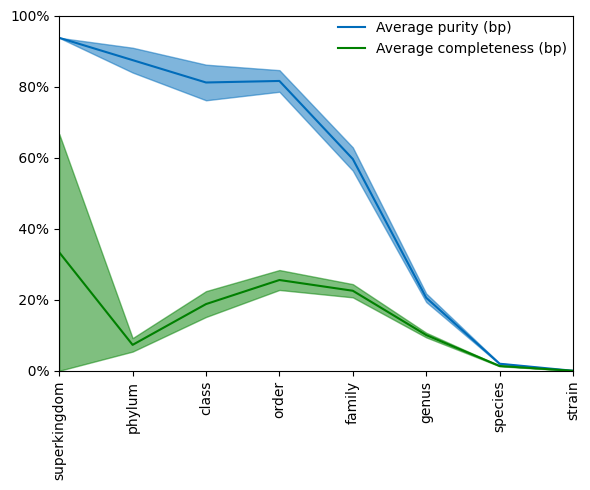 100%
80%
60%
40%
20%
0%
Average purity (bp)
Average completeness (bp)
superkingdom
phylum
class
order
family
genus
species
strain